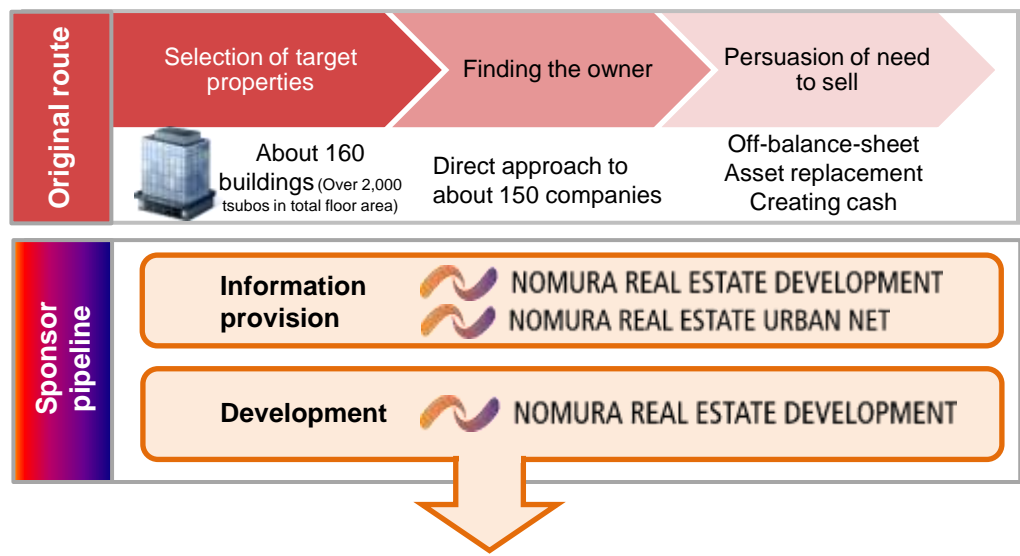 Original route
Selection of target
properties
Finding the owner
Persuasion of need
to sell
About 160
buildings (Over 2,000
tsubos in total floor area)
Direct approach to
about 150 companies
Off-balance-sheet
Asset replacement
Creating cash
Sponsor
pipeline
Information
provision
NOMURA REAL ESTATE DEVELOPMENT
NOMURA REAL ESTATE URBAN NET
Development
NOMURA REAL ESTATE DEVELOPMENT